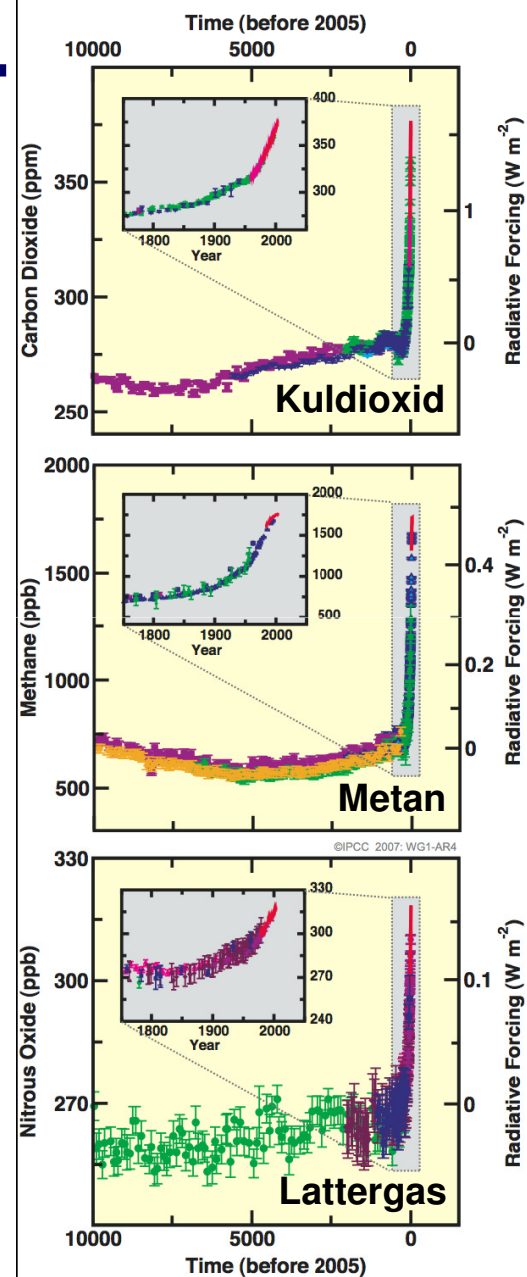 Time (before 2005)
10000 5000 0
Carbon Dioxide (ppm)
350
300
250
400
350
300
1800 1900 2000
Year
1
0
Radiative Forcing (W m-2)
Kuldioxid
Methane (ppb)
2000
1500
1000
500
2000
1500
1000
500
1800 1900 2000
Year
0.4
0.2
0
Radiative Forcing (W m-2)
Metan
©IPCC 2007: WG1-AR4
Nitrous Oxide (ppb)
330
300
270
330
300
270
240
1800 1900 2000
Year
0.1
0
Radiative Forcing (W m-2)
Lattergas
10000 5000 0
Time (before 2005)